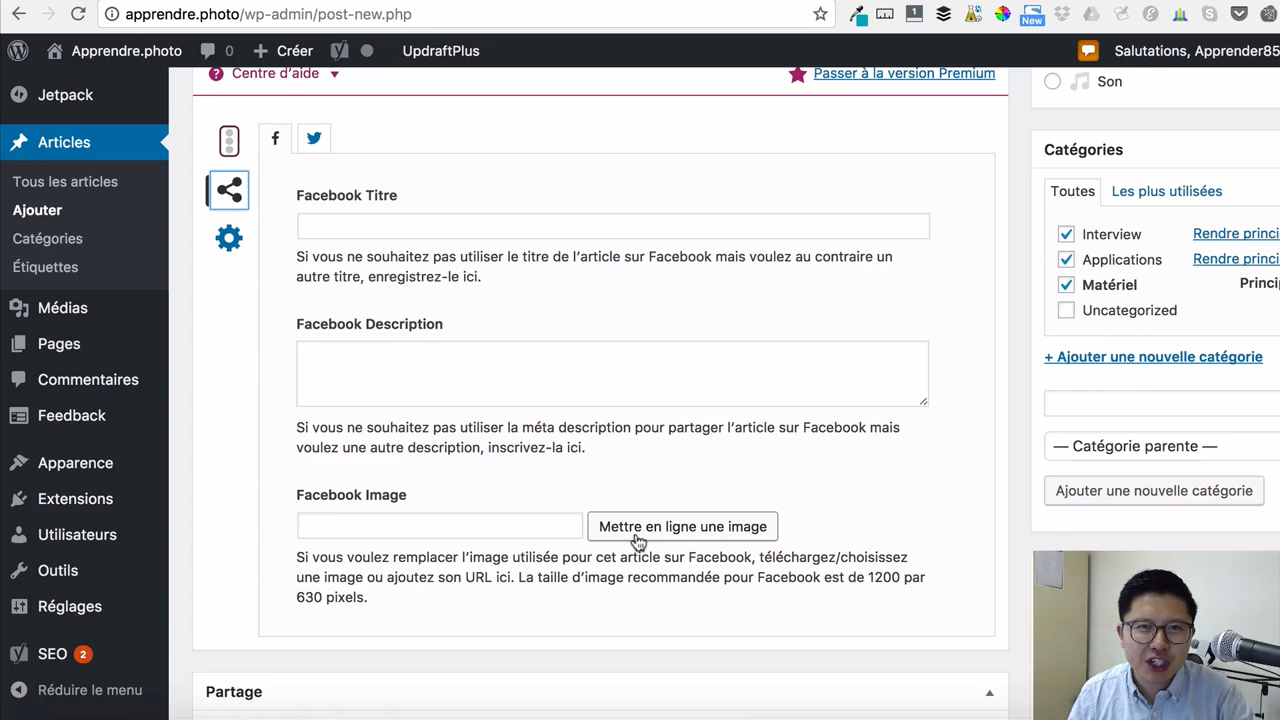 apprendre.photo/wp-admin/post-new.php
1
New
Apprendre.photo
0
Créer
UpdraftPlus
Salutations, Apprender85
Jetpack
Articles
Tous les articles
Ajouter
Catégories
Étiquettes
Médias
Pages
Commentaires
Feedback
Apparence
Extensions
Utilisateurs
Outils
Réglages
SEO 2
Réduire le menu
Centre d'aide
Passer à la version Premium
Facebook Titre
Si vous ne souhaitez pas utiliser le titre de l'article sur Facebook mais voulez au contraire un
autre titre, enregistrez-le ici.
Facebook Description
Si vous ne souhaitez pas utiliser la méta description pour partager l'article sur Facebook mais
voulez une autre description, inscrivez-la ici.
Facebook Image
Mettre en ligne une image
Si vous voulez remplacer l'image utilisée pour cet article sur Facebook, téléchargez/choisissez
une image ou ajoutez son URL ici. La taille d'image recommandée pour Facebook est de 1200 par
630 pixels.
Partage
Son
Catégories
Toutes Les plus utilisées
Interview Rendre princi
Applications Rendre princi
Matériel Princip
Uncategorized
+ Ajouter une nouvelle catégorie
— Catégorie parente —
Ajouter une nouvelle catégorie